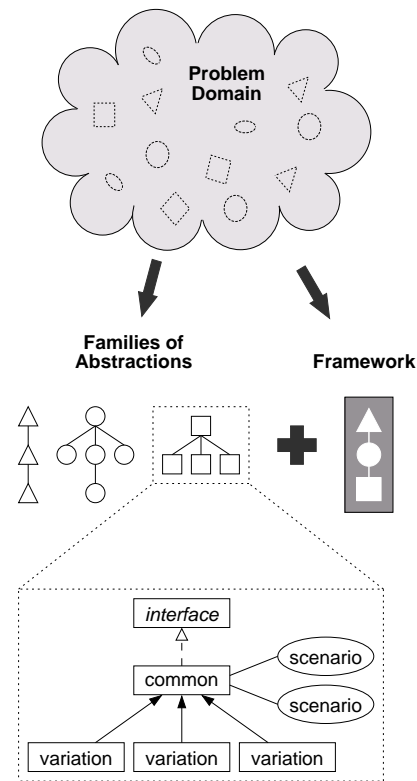 Problem
Domain
Families of
Abstractions
Framework
interface
common
scenario
scenario
variation
variation
variation